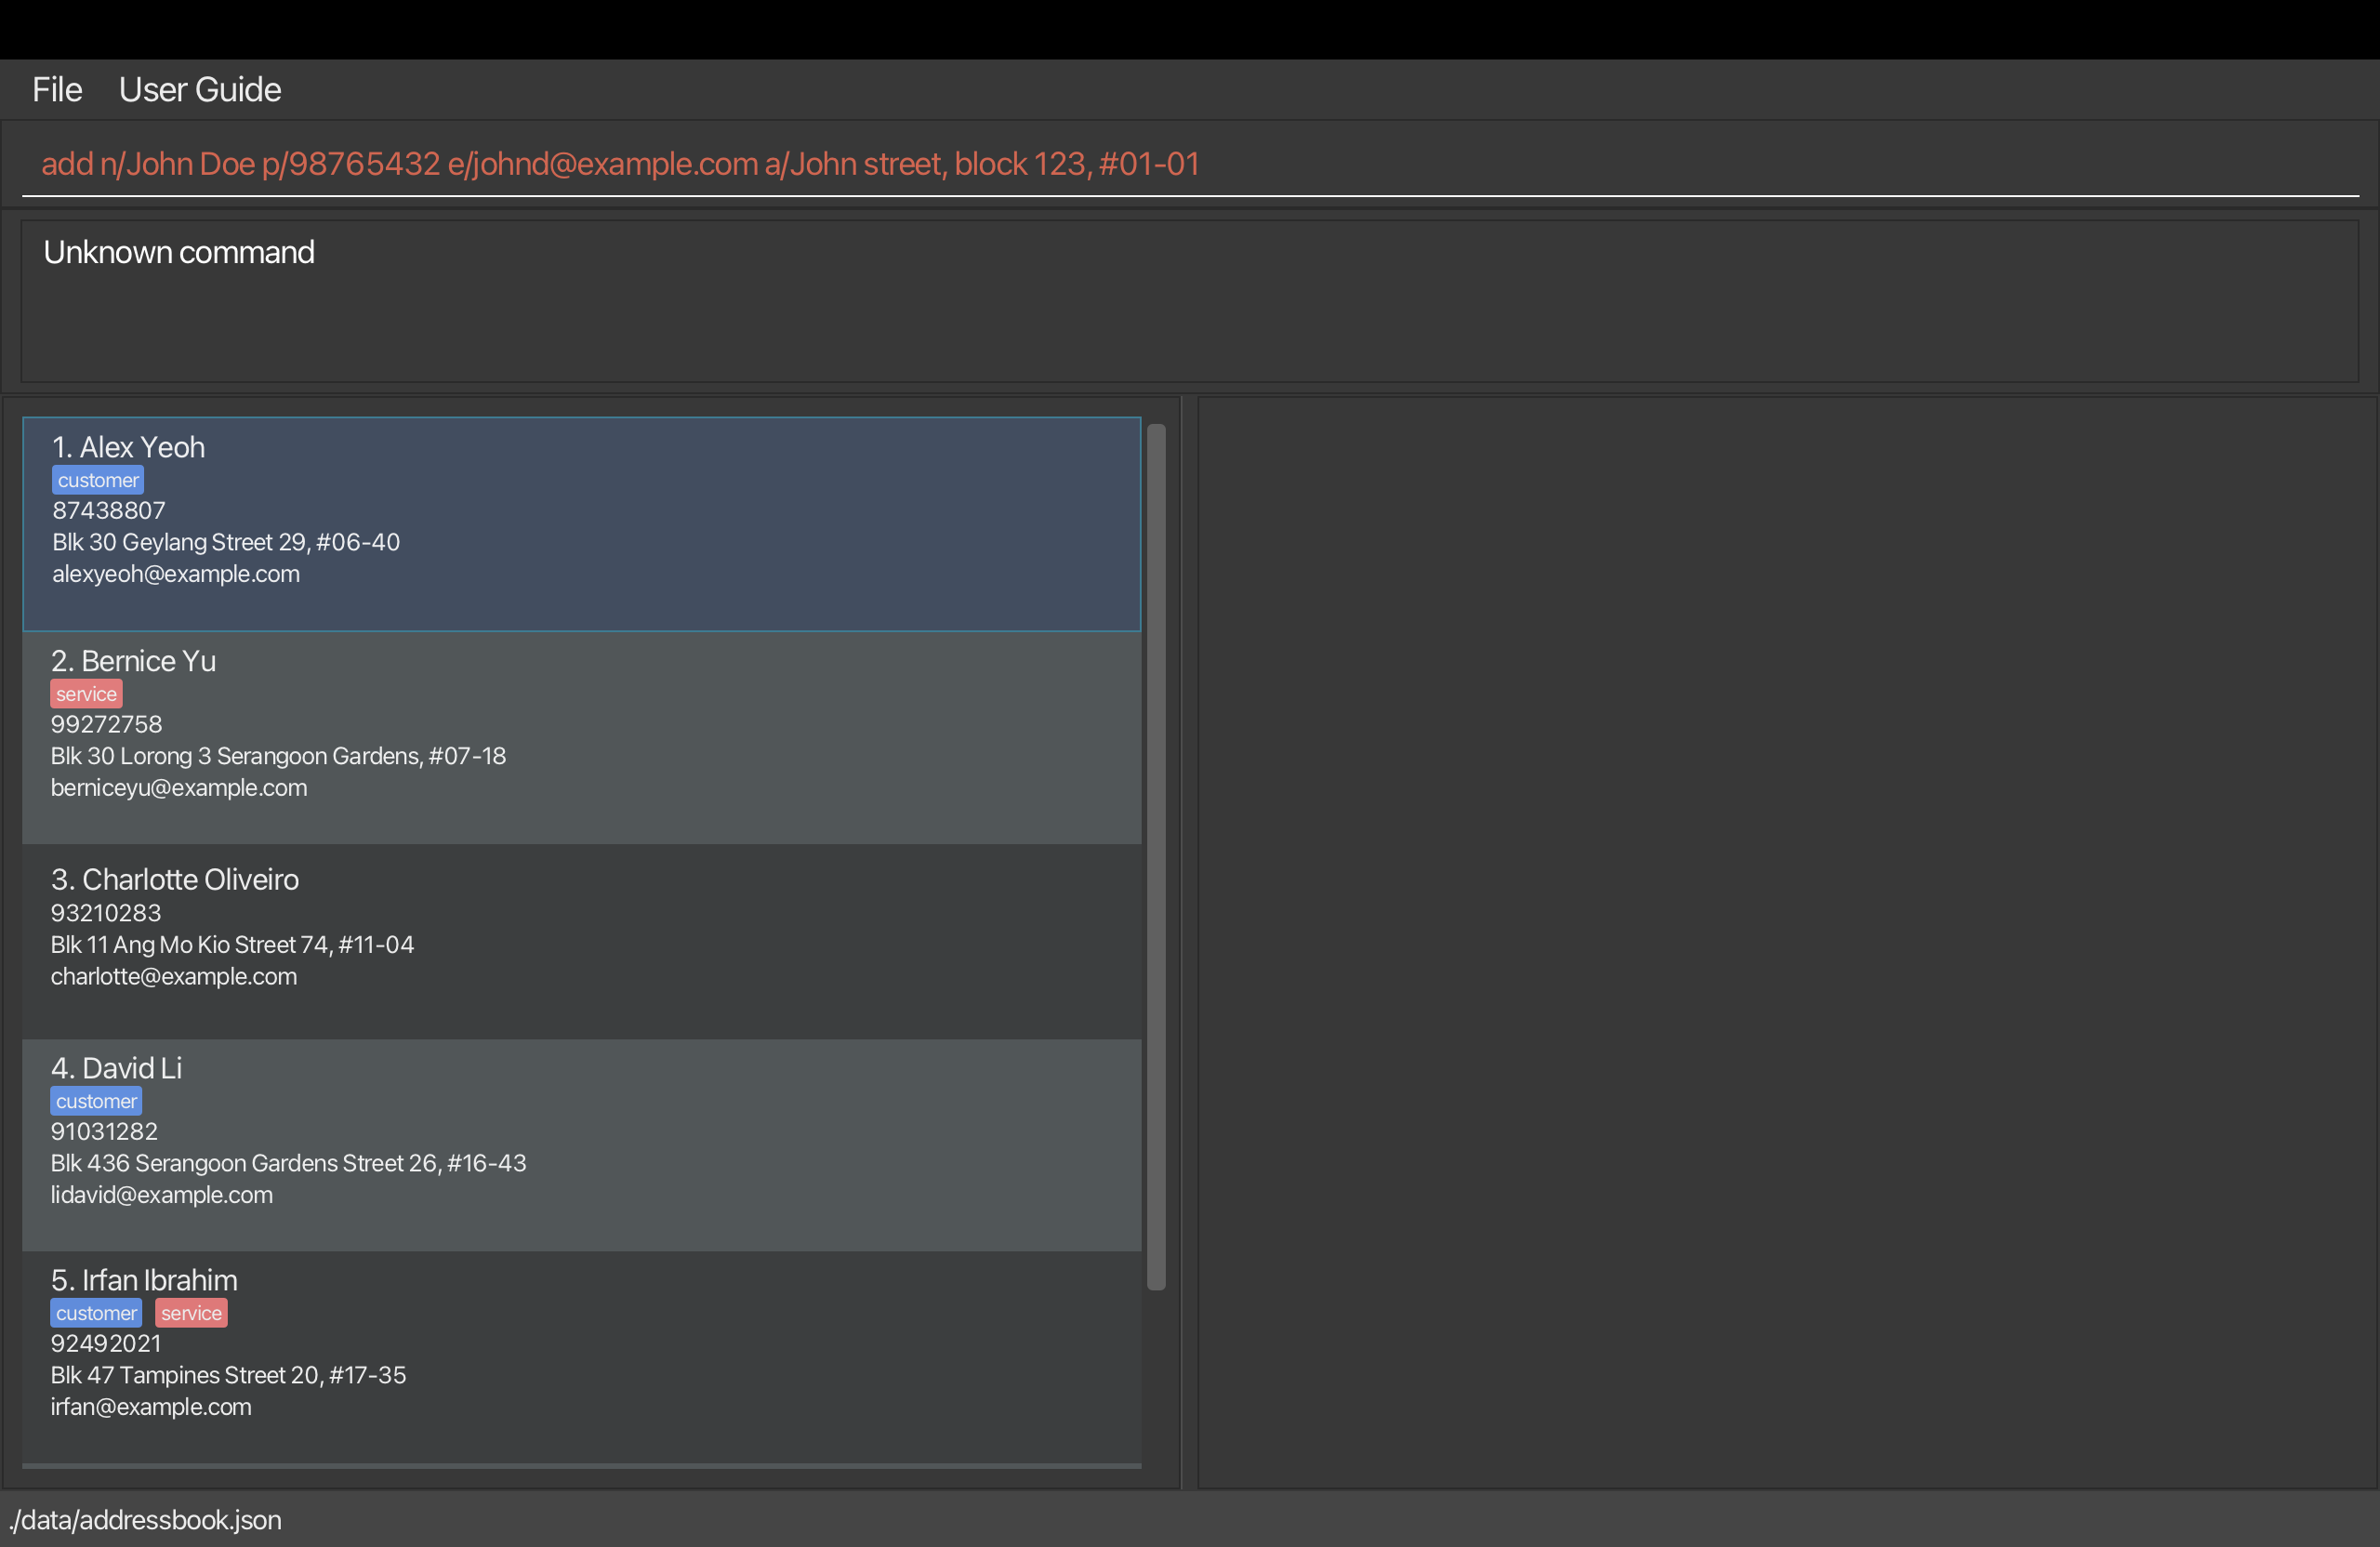 File User Guide
add n/John Doe p/98765432 e/johnd@example.com a/John street, block 123, #01-01
Unknown command
1. Alex Yeoh
customer
87438807
Blk 30 Geylang Street 29, #06-40
alexyeoh@example.com
2. Bernice Yu
service
99272758
Blk 30 Lorong 3 Serangoon Gardens, #07-18
berniceyu@example.com
3. Charlotte Oliveiro
93210283
Blk 11 Ang Mo Kio Street 74, #11-04
charlotte@example.com
4. David Li
customer
91031282
Blk 436 Serangoon Gardens Street 26, #16-43
lidavid@example.com
5. Irfan Ibrahim
customer service
92492021
Blk 47 Tampines Street 20, #17-35
irfan@example.com
./data/addressbook.json